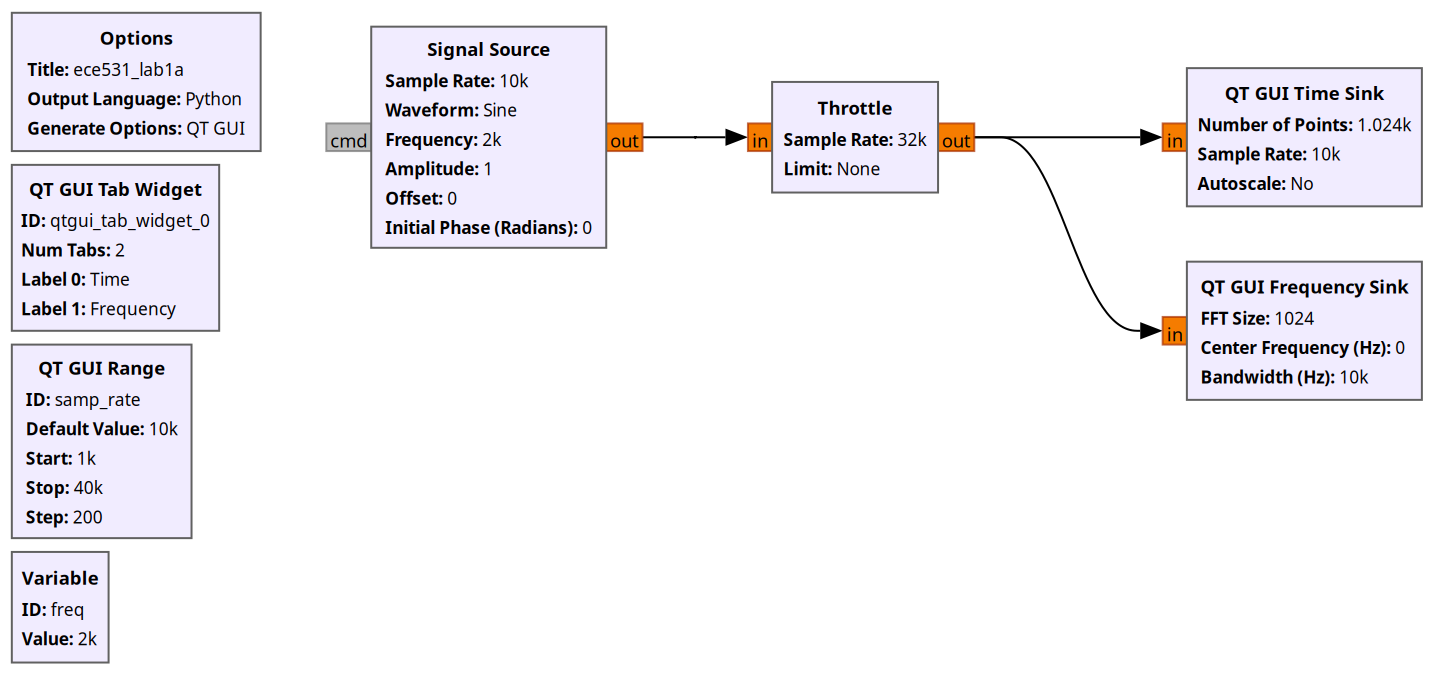 Options
Title: ece531_lab1a
Output Language: Python
Generate Options: QT GUI
QT GUI Tab Widget
ID: qtgui_tab_widget_0
Num Tabs: 2
Label 0: Time
Label 1: Frequency
QT GUI Range
ID: samp_rate
Default Value: 10k
Start: 1k
Stop: 40k
Step: 200
Variable
ID: freq
Value: 2k
cmd
Signal Source
Sample Rate: 10k
Waveform: Sine
Frequency: 2k
Amplitude: 1
Offset: 0
Initial Phase (Radians): 0
out
in
Throttle
Sample Rate: 32k
Limit: None
out
in
QT GUI Time Sink
Number of Points: 1.024k
Sample Rate: 10k
Autoscale: No
in
QT GUI Frequency Sink
FFT Size: 1024
Center Frequency (Hz): 0
Bandwidth (Hz): 10k